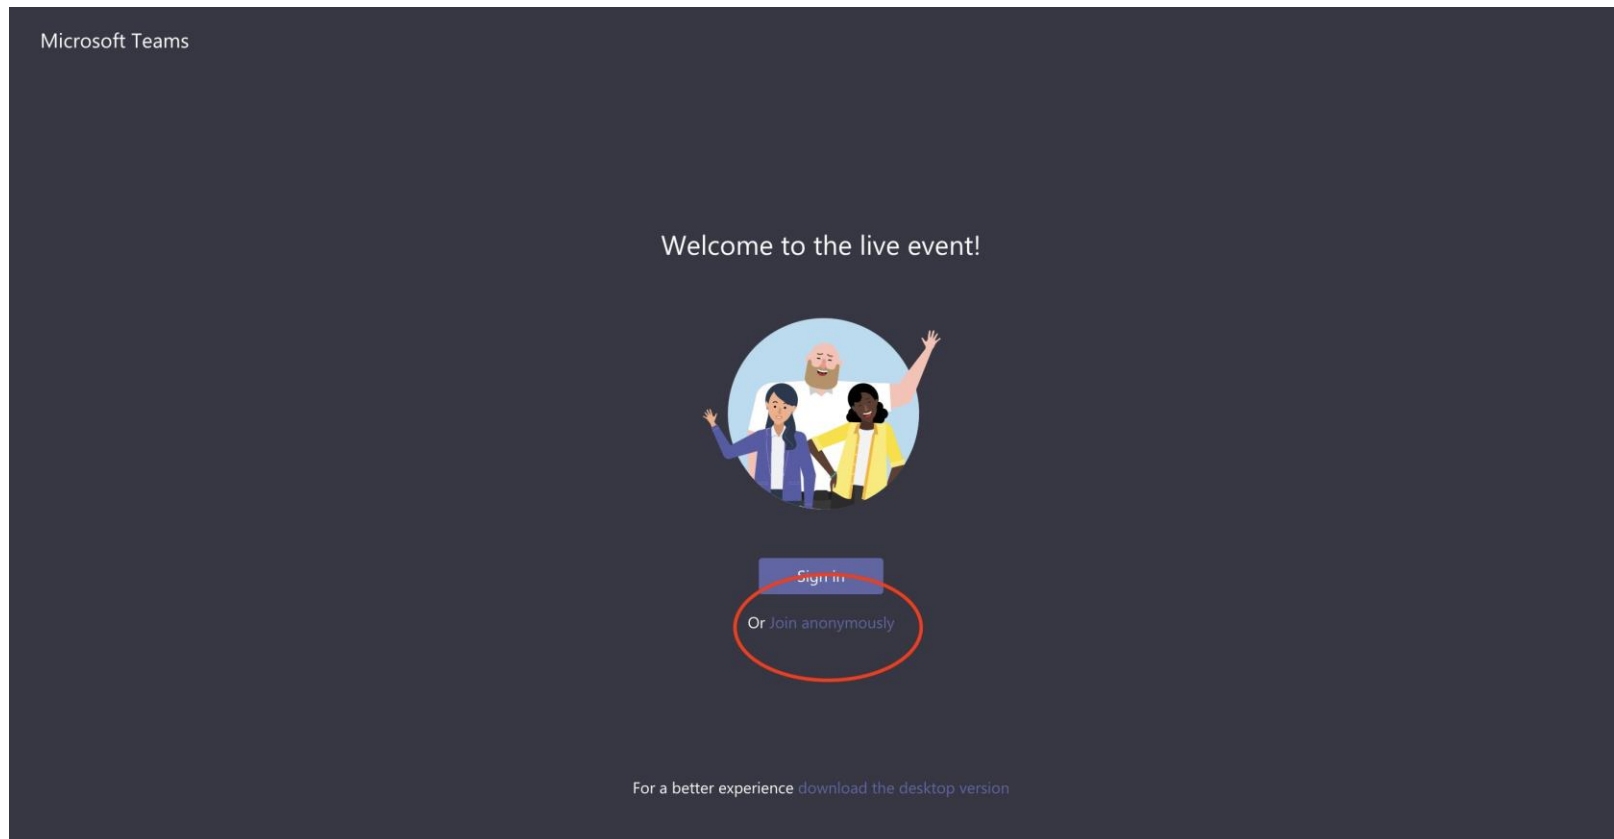 Microsoft Teams
Welcome to the live event!
Sign in
Or Join anonymously
For a better experience download the desktop version